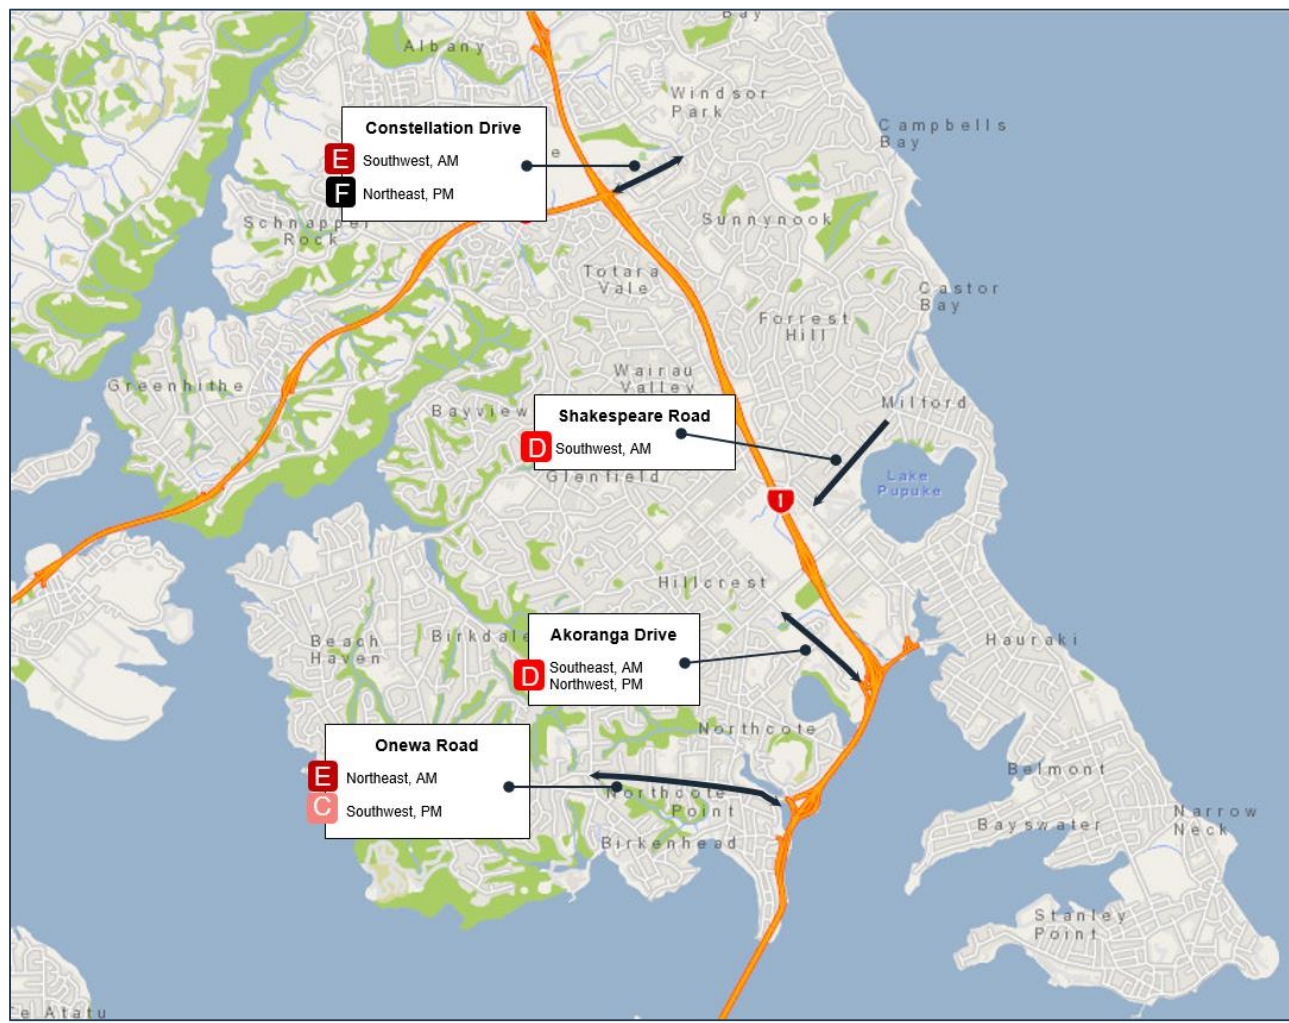 Bay
Albany
Windsor
Park
Campbells
Bay
Constellation Drive
E Southwest, AM
F Northeast, PM
e
Schnapper
Rock
Sunnynook
Totara
Vale
Castor
Bay
Forrest
Hill
Greenhithe
Wairau
Valley
Bayview
Milford
Shakespeare Road
D Southwest, AM
Glenfield
Lake
Pupuke
1
Hillcrest
Beach
Haven
Birkdale
Hauraki
Akoranga Drive
D Southeast, AM
Northwest, PM
Northcote
Onewa Road
E Northeast, AM
C Southwest, PM
Northcote
Point
Birkenhead
Belmont
Bayswater
Narrow
Neck
Stanley
Point
e Atatu